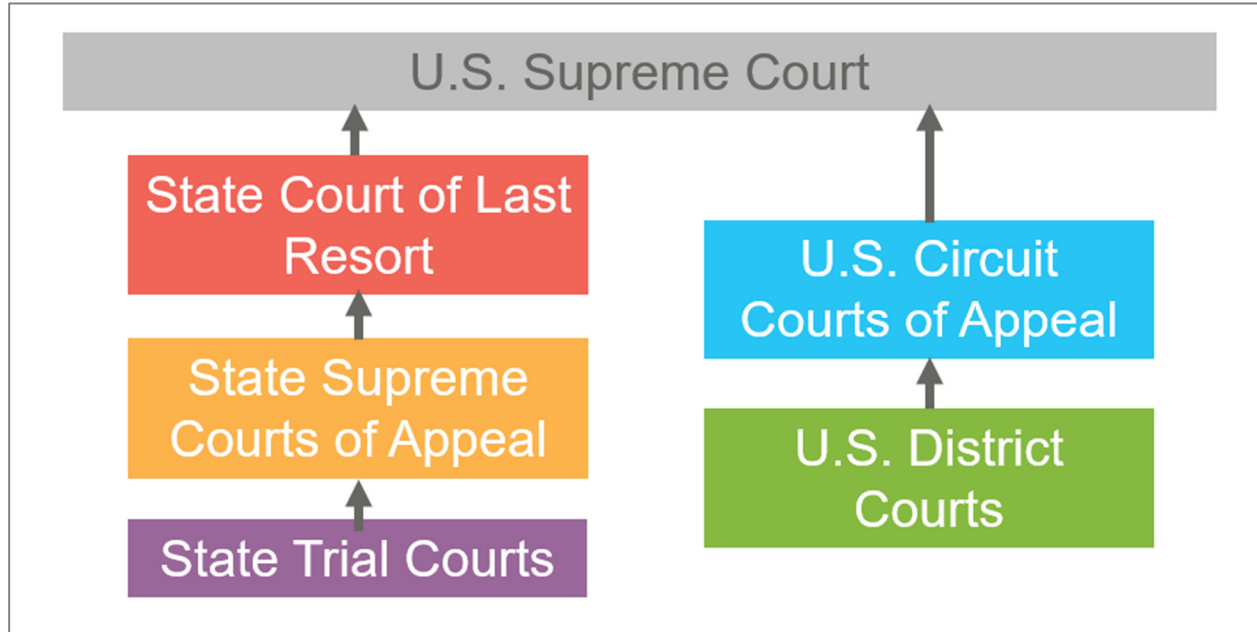 U.S. Supreme Court
State Court of Last
Resort
State Supreme
Courts of Appeal
State Trial Courts
U.S. Circuit
Courts of Appeal
U.S. District
Courts